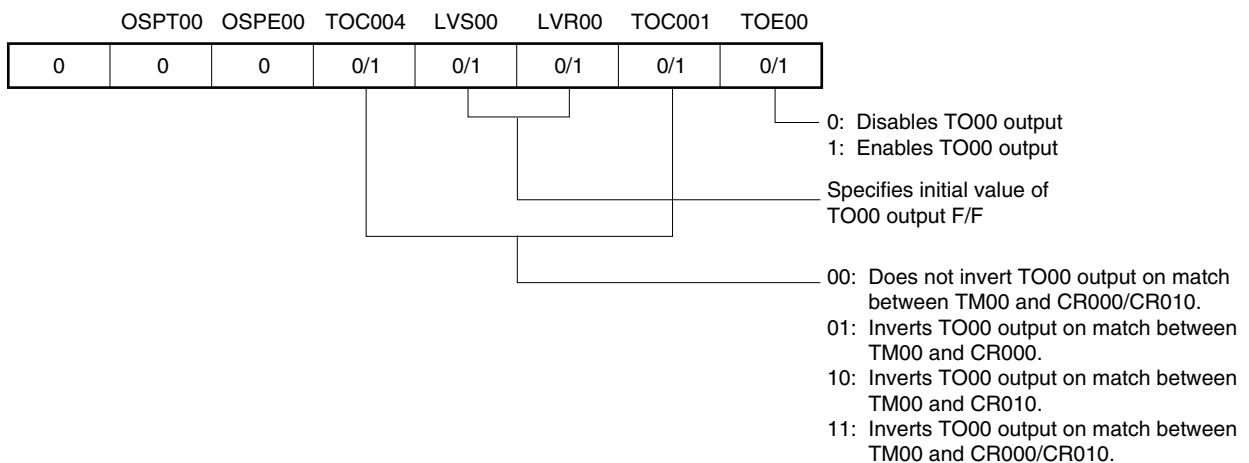 OSPT00 OSPE00 TOC004 LVS00 LVR00 TOC001 TOE00
0 0 0 0/1 0/1 0/1 0/1 0/1
0: Disables TO00 output
1: Enables TO00 output
Specifies initial value of
TO00 output F/F
00: Does not invert TO00 output on match
between TM00 and CR000/CR010.
01: Inverts TO00 output on match between
TM00 and CR000.
10: Inverts TO00 output on match between
TM00 and CR010.
11: Inverts TO00 output on match between
TM00 and CR000/CR010.